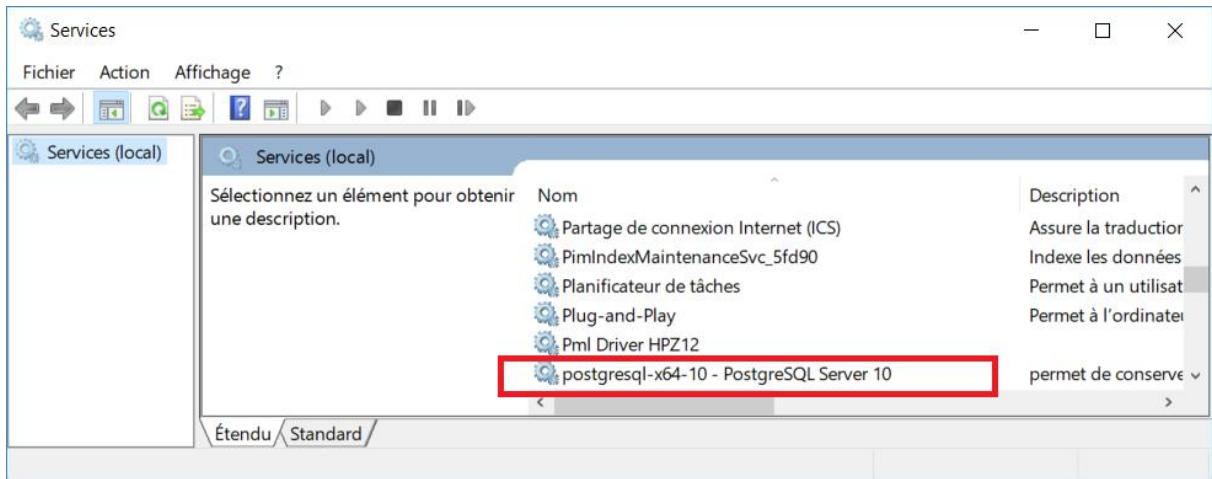 Services
Fichier Action Affichage ?
Services (local)
Services (local)
Sélectionnez un élément pour obtenir
une description.
Nom Description
Partage de connexion Internet (ICS) Assure la traduction
PimIndexMaintenanceSvc_5fd90 Indexe les données
Planificateur de tâches Permet à un utilisat
Plug-and-Play Permet à l'ordinateu
Pml Driver HPZ12
postgresql-x64-10 - PostgreSQL Server 10 permet de conserve
Étendu Standard